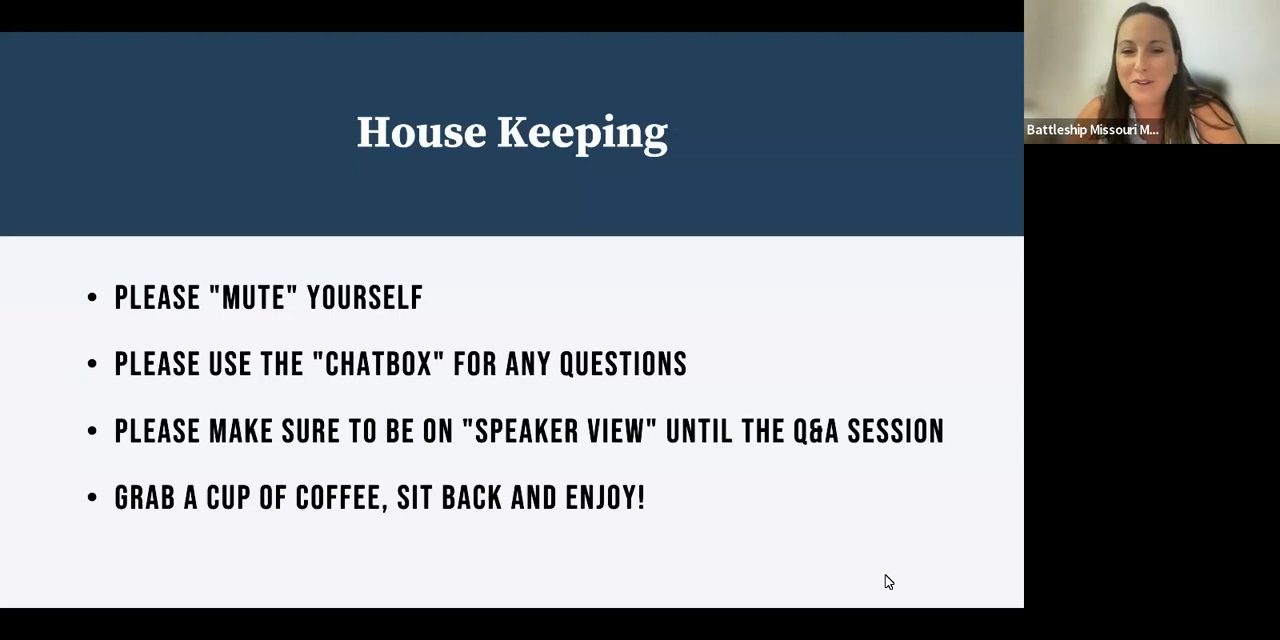 House Keeping
Battleship Missouri M...
• PLEASE "MUTE" YOURSELF
• PLEASE USE THE "CHATBOX" FOR ANY QUESTIONS
• PLEASE MAKE SURE TO BE ON "SPEAKER VIEW" UNTIL THE Q&A SESSION
• GRAB A CUP OF COFFEE, SIT BACK AND ENJOY!